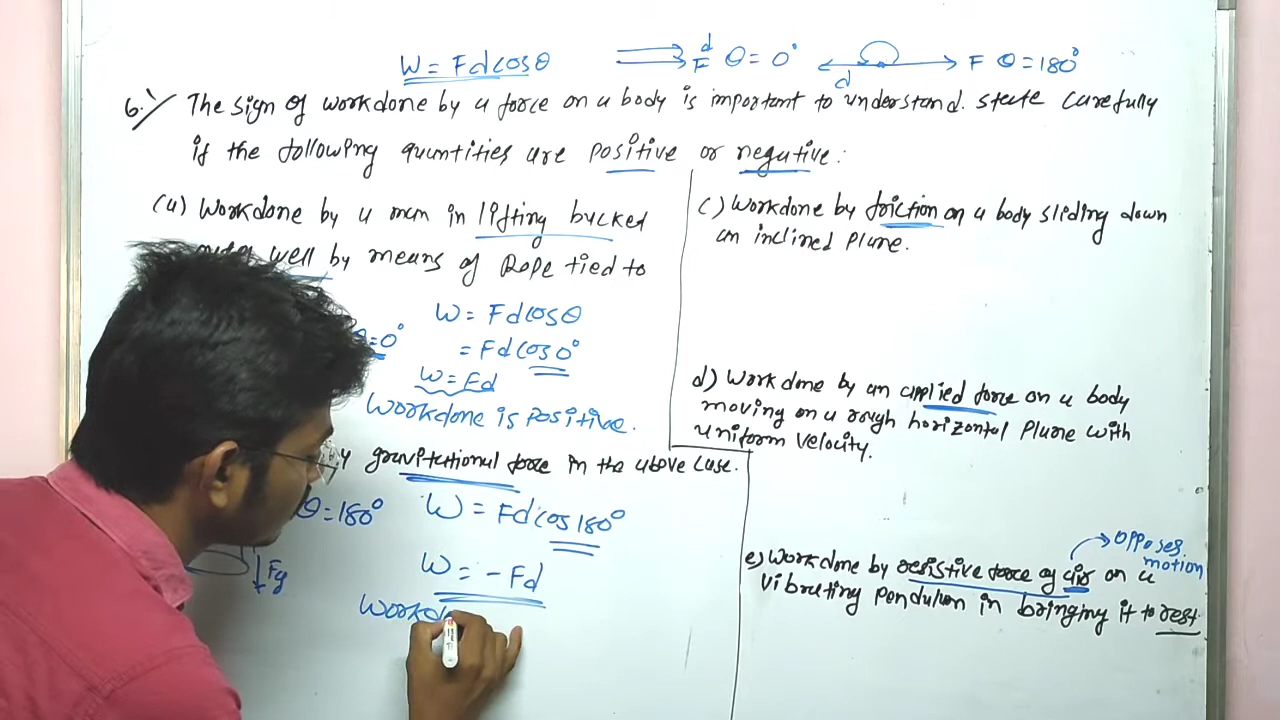 W = Fdcosθ
d
F θ = 0°
d
F θ = 180°
6.) The sign of workdone by a force on a body is important to understand. state carefully
if the following quantities are positive or negative:
(a) Workdone by a man in lifting bucked
well by means of Rope tied to
θ = 0°
W = Fdcosθ
= Fdcos0°
W = Fd
Workdone is Positive.
gravitational force in the above case.
θ = 180°
W = Fdcos180°
Fg
W = - Fd
Workd
c) Workdone by friction on a body sliding down
an inclined plane.
d) Work done by an applied force on a body
moving on a rough horizontal plane with
uniform velocity.
opposes
motion
e) Workdone by resistive force of air on a
vibrating pendulum in bringing it to rest.